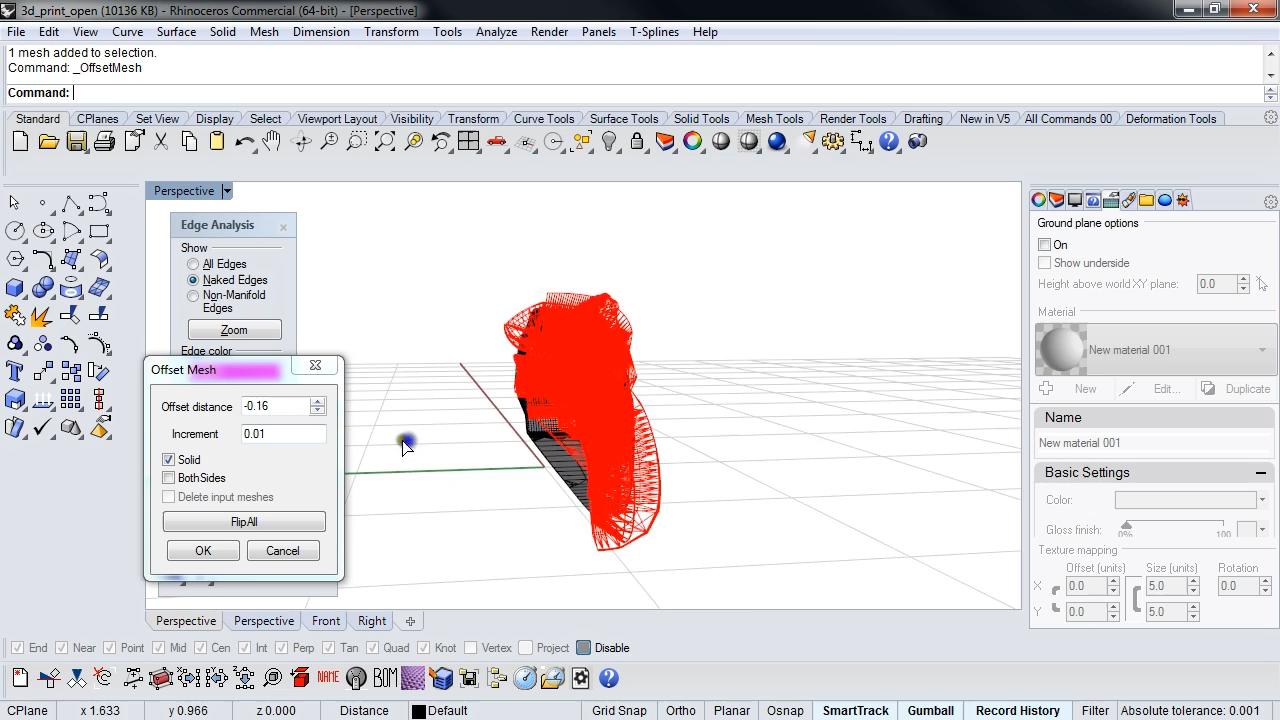 3d_print_open (10136 KB) - Rhinoceros Commercial (64-bit) - [Perspective]
File Edit View Curve Surface Solid Mesh Dimension Transform Tools Analyze Render Panels T-Splines Help
1 mesh added to selection.
Command: _OffsetMesh
Command:
Standard CPlanes Set View Display Select Viewport Layout Visibility Transform Curve Tools Surface Tools Solid Tools Mesh Tools Render Tools Drafting New in V5 All Commands 00 Deformation Tools
Perspective
Edge Analysis
Show
All Edges
Naked Edges
Non-Manifold
Edges
Zoom
Edge color
Offset Mesh
Offset distance -0.16
Increment 0.01
Solid
BothSides
Delete input meshes
FlipAll
OK Cancel
Ground plane options
On
Show underside
Height above world XY plane: 0.0
Material
New material 001
New Edit... Duplicate
Name
New material 001
Basic Settings
Color:
Gloss finish: 0% 100
Texture mapping
Offset (units) Size (units) Rotation
X 0.0 5.0 0.0
Y 0.0 5.0
Perspective Perspective Front Right
End Near Point Mid Cen Int Perp Tan Quad Knot Vertex Project Disable
NAME BOM
CPlane x 1.633 y 0.966 z 0.000 Distance Default Grid Snap Ortho Planar Osnap SmartTrack Gumball Record History Filter Absolute tolerance: 0.001